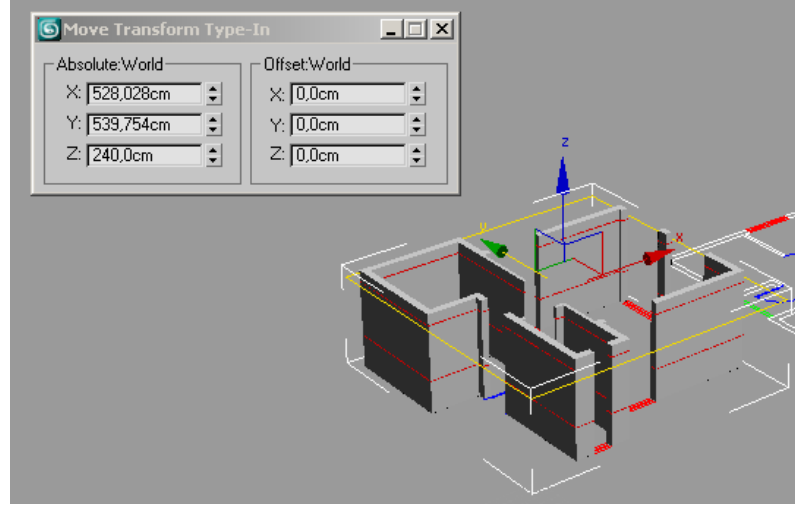 Move Transform Type-In
Absolute:World
X: 528,028cm
Y: 539,754cm
Z: 240,0cm
Offset:World
X: 0,0cm
Y: 0,0cm
Z: 0,0cm
z
y
x